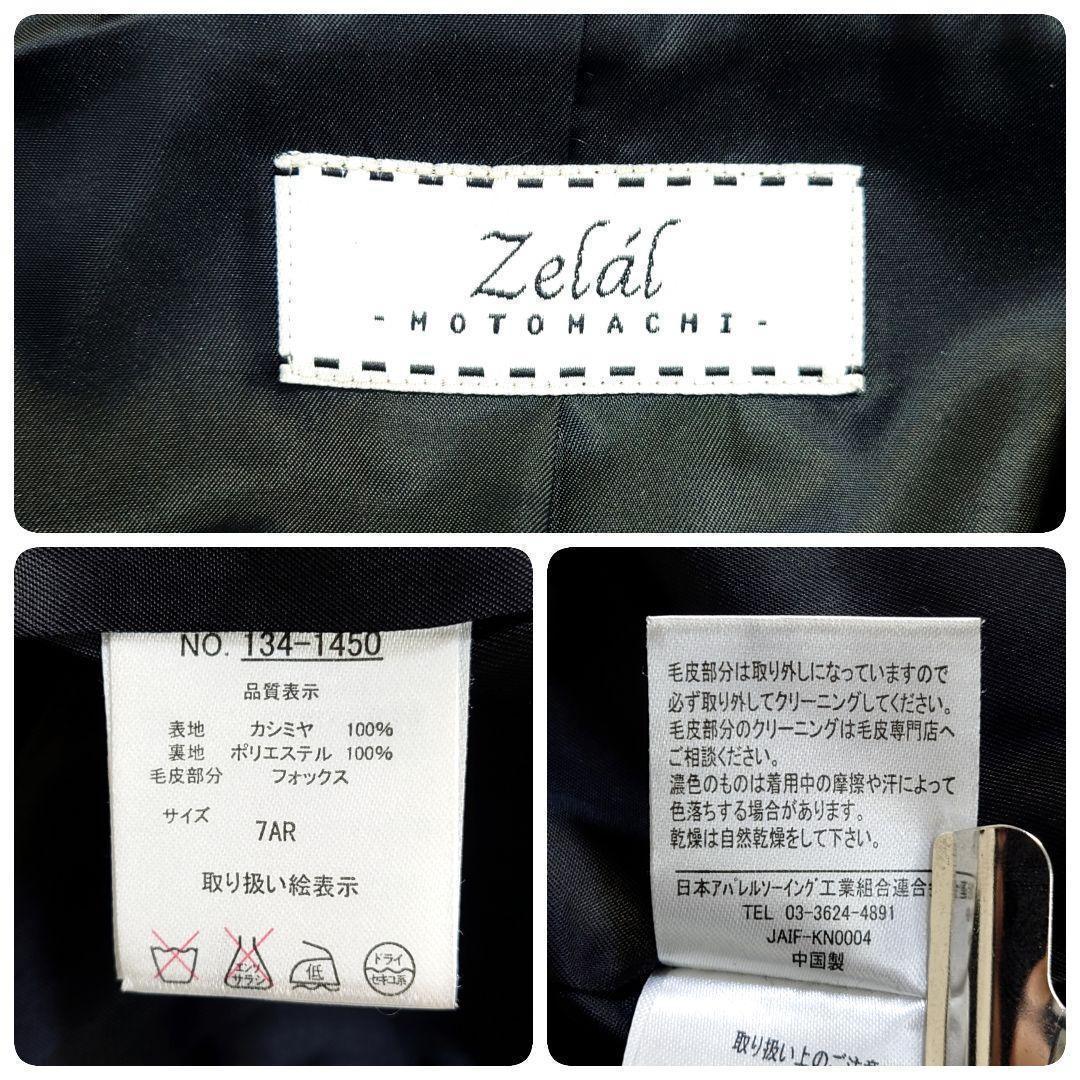 Zelál
- MOTOMACHI -
NO. 134-1450
品質表示
表地 カシミヤ 100%
裏地 ポリエステル 100%
毛皮部分 フォックス
サイズ
7AR
取り扱い絵表示
エンソ
サラシ
低
ドライ
セキユ系
毛皮部分は取り外しになっていますので
必ず取り外してクリーニングしてください。
毛皮部分のクリーニングは毛皮専門店へ
ご相談ください。
濃色のものは着用中の摩擦や汗によって
色落ちする場合があります。
乾燥は自然乾燥をして下さい。
日本アパレルソーイング工業組合連合会
TEL 03-3624-4891
JAIF-KN0004
中国製
取り扱い上のご注意